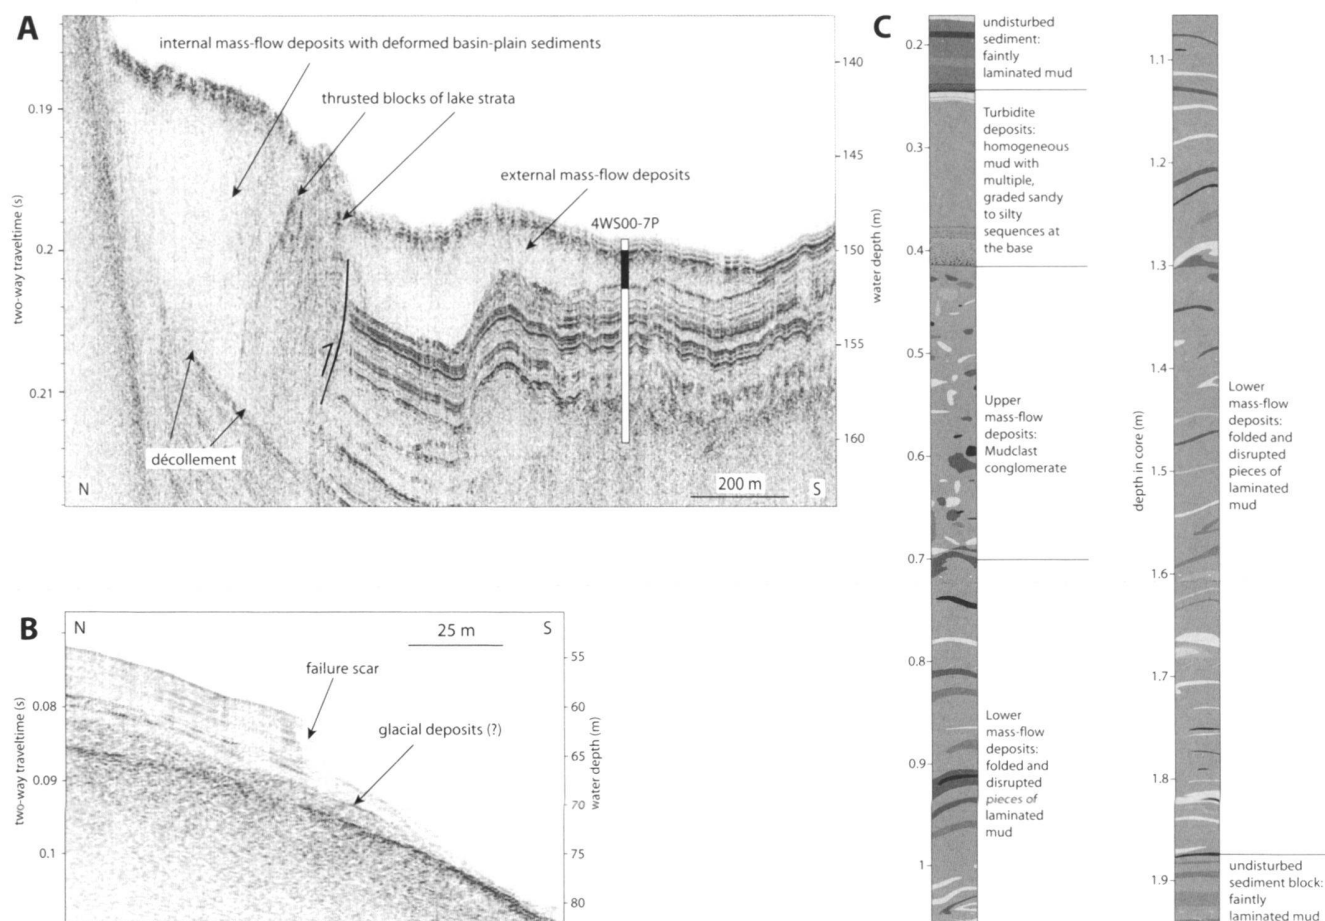 A
internal mass-flow deposits with deformed basin-plain sediments
thrusted blocks of lake strata
external mass-flow deposits
4WS00-7P
décollement
N
S
200 m
two-way traveltime (s)
0.19
0.2
0.21
water depth (m)
140
145
150
155
160
B
N
S
25 m
failure scar
glacial deposits (?)
two-way traveltime (s)
0.08
0.09
0.1
water depth (m)
55
60
65
70
75
80
C
0.2
0.3
0.4
0.5
0.6
0.7
0.8
0.9
1
undisturbed
sediment:
faintly
laminated mud
Turbidite
deposits:
homogeneous
mud with
multiple,
graded sandy
to silty
sequences at
the base
Upper
mass-flow
deposits:
Mudclast
conglomerate
Lower
mass-flow
deposits:
folded and
disrupted
pieces of
laminated
mud
depth in core (m)
1.1
1.2
1.3
1.4
1.5
1.6
1.7
1.8
1.9
Lower
mass-flow
deposits:
folded and
disrupted
pieces of
laminated
mud
undisturbed
sediment block:
faintly
laminated mud